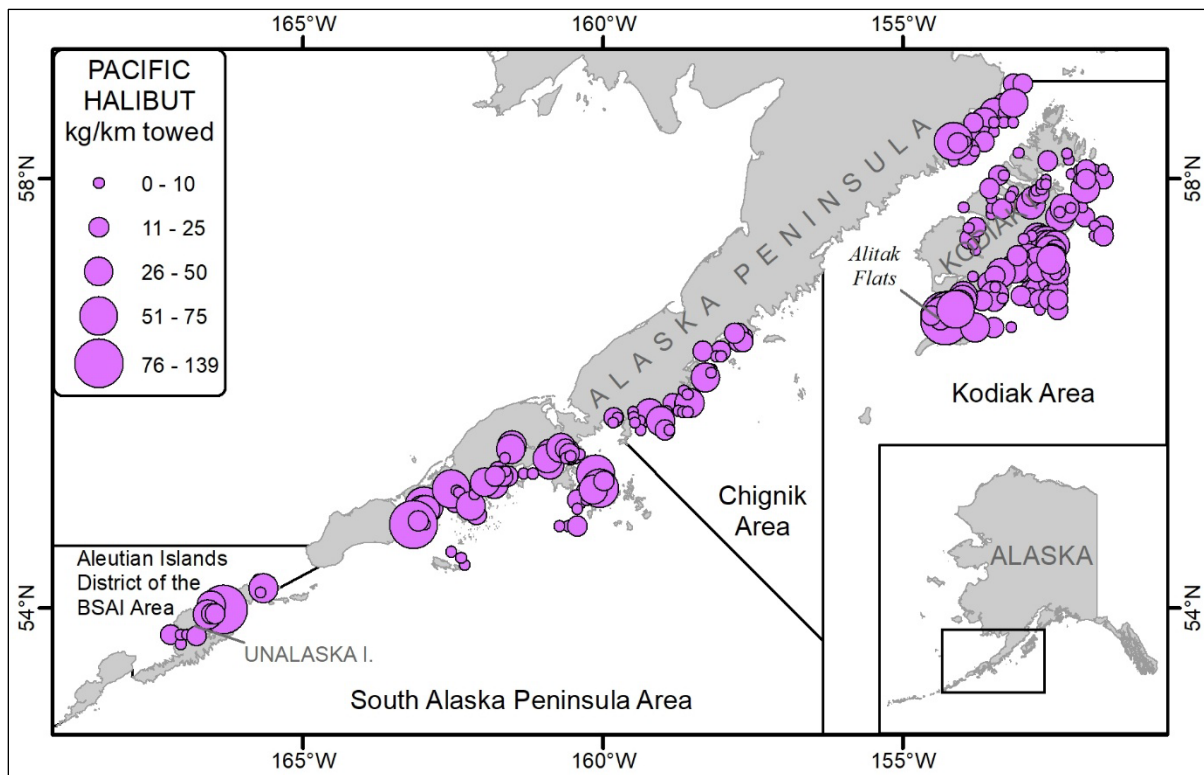 165°W 160°W 155°W
PACIFIC
HALIBUT
kg/km towed
0 - 10
11 - 25
26 - 50
51 - 75
76 - 139
58°N
58°N
ALASKA PENINSULA
KODIAK
Alitak
Flats
Kodiak Area
Chignik
Area
ALASKA
Aleutian Islands
District of the
BSAI Area
54°N
54°N
UNALASKA I.
South Alaska Peninsula Area
165°W 160°W 155°W